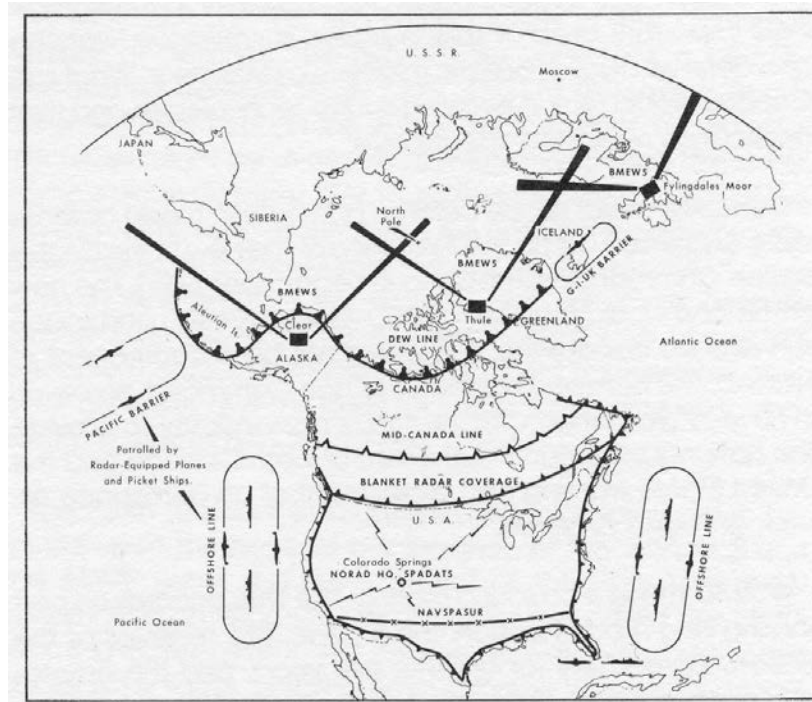 U. S. S. R.
Moscow
JAPAN
BMEWS
Fylingdales Moor
SIBERIA
North
Pole
ICELAND
BMEWS
G-I-UK BARRIER
BMEWS
Aleutian It.
Clear
Thule
GREENLAND
DEW LINE
ALASKA
Atlantic Ocean
CANADA
PACIFIC BARRIER
MID-CANADA LINE
Patrolled by
Radar-Equipped Planes
and Picket Ships.
BLANKET RADAR COVERAGE
U. S. A.
OFFSHORE LINE
OFFSHORE LINE
Colorado Springs
NORAD HQ. SPADATS
NAVSPASUR
Pacific Ocean